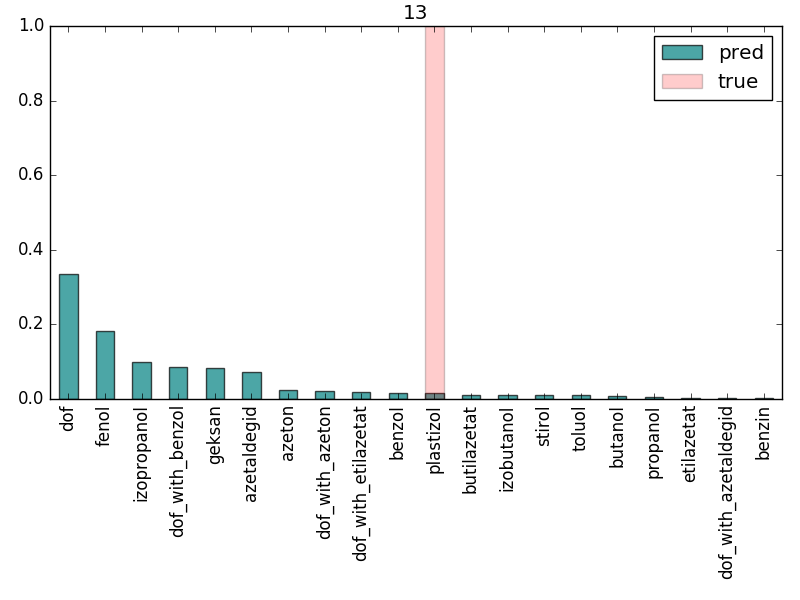 13
1.0
0.8
0.6
0.4
0.2
0.0
pred
true
dof
fenol
izopropanol
dof_with_benzol
geksan
azetaldegid
azeton
dof_with_azeton
dof_with_etilazetat
benzol
plastizol
butilazetat
izobutanol
stirol
toluol
butanol
propanol
etilazetat
dof_with_azetaldegid
benzin